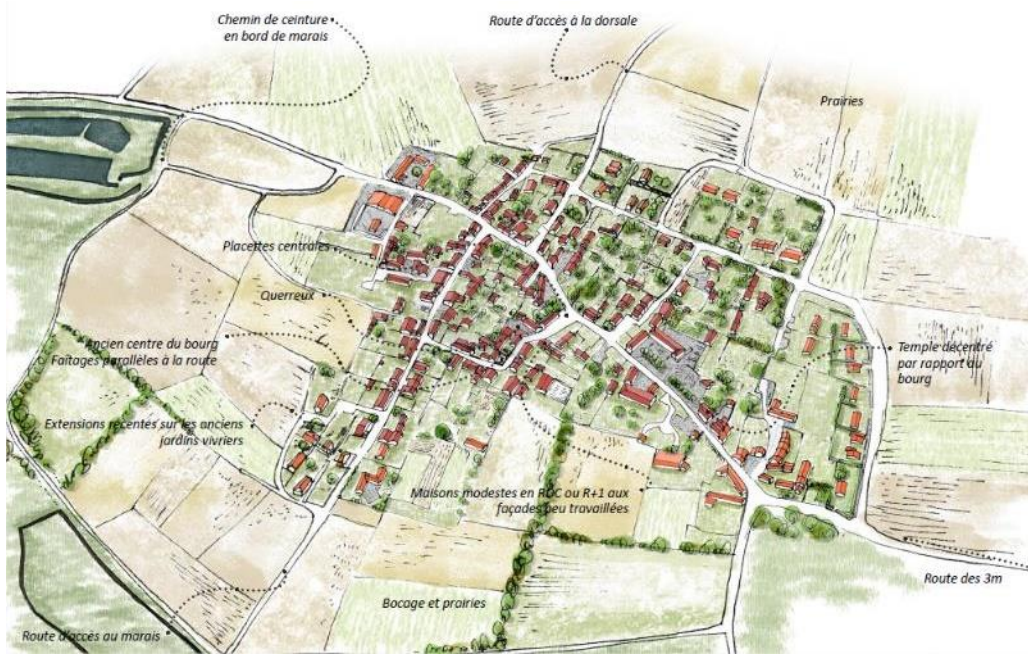 Chemin de ceinture
en bord de marais
Route d'accès à la dorsale
Prairies
Placettes centrales
Querreux
Ancien centre du bourg
Faîtages parallèles à la route
Temple décentré
par rapport au
bourg
Extensions récentes sur les anciens
jardins vivriers
Maisons modestes en RDC ou R+1 aux
façades peu travaillées
Route des 3m
Bocage et prairies
Route d'accès au marais